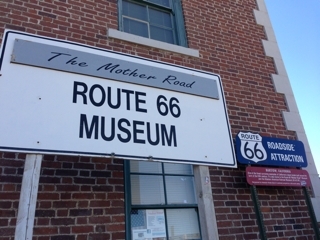 The Mother Road
ROUTE 66
MUSEUM
ROUTE
66
ROADSIDE
ATTRACTION